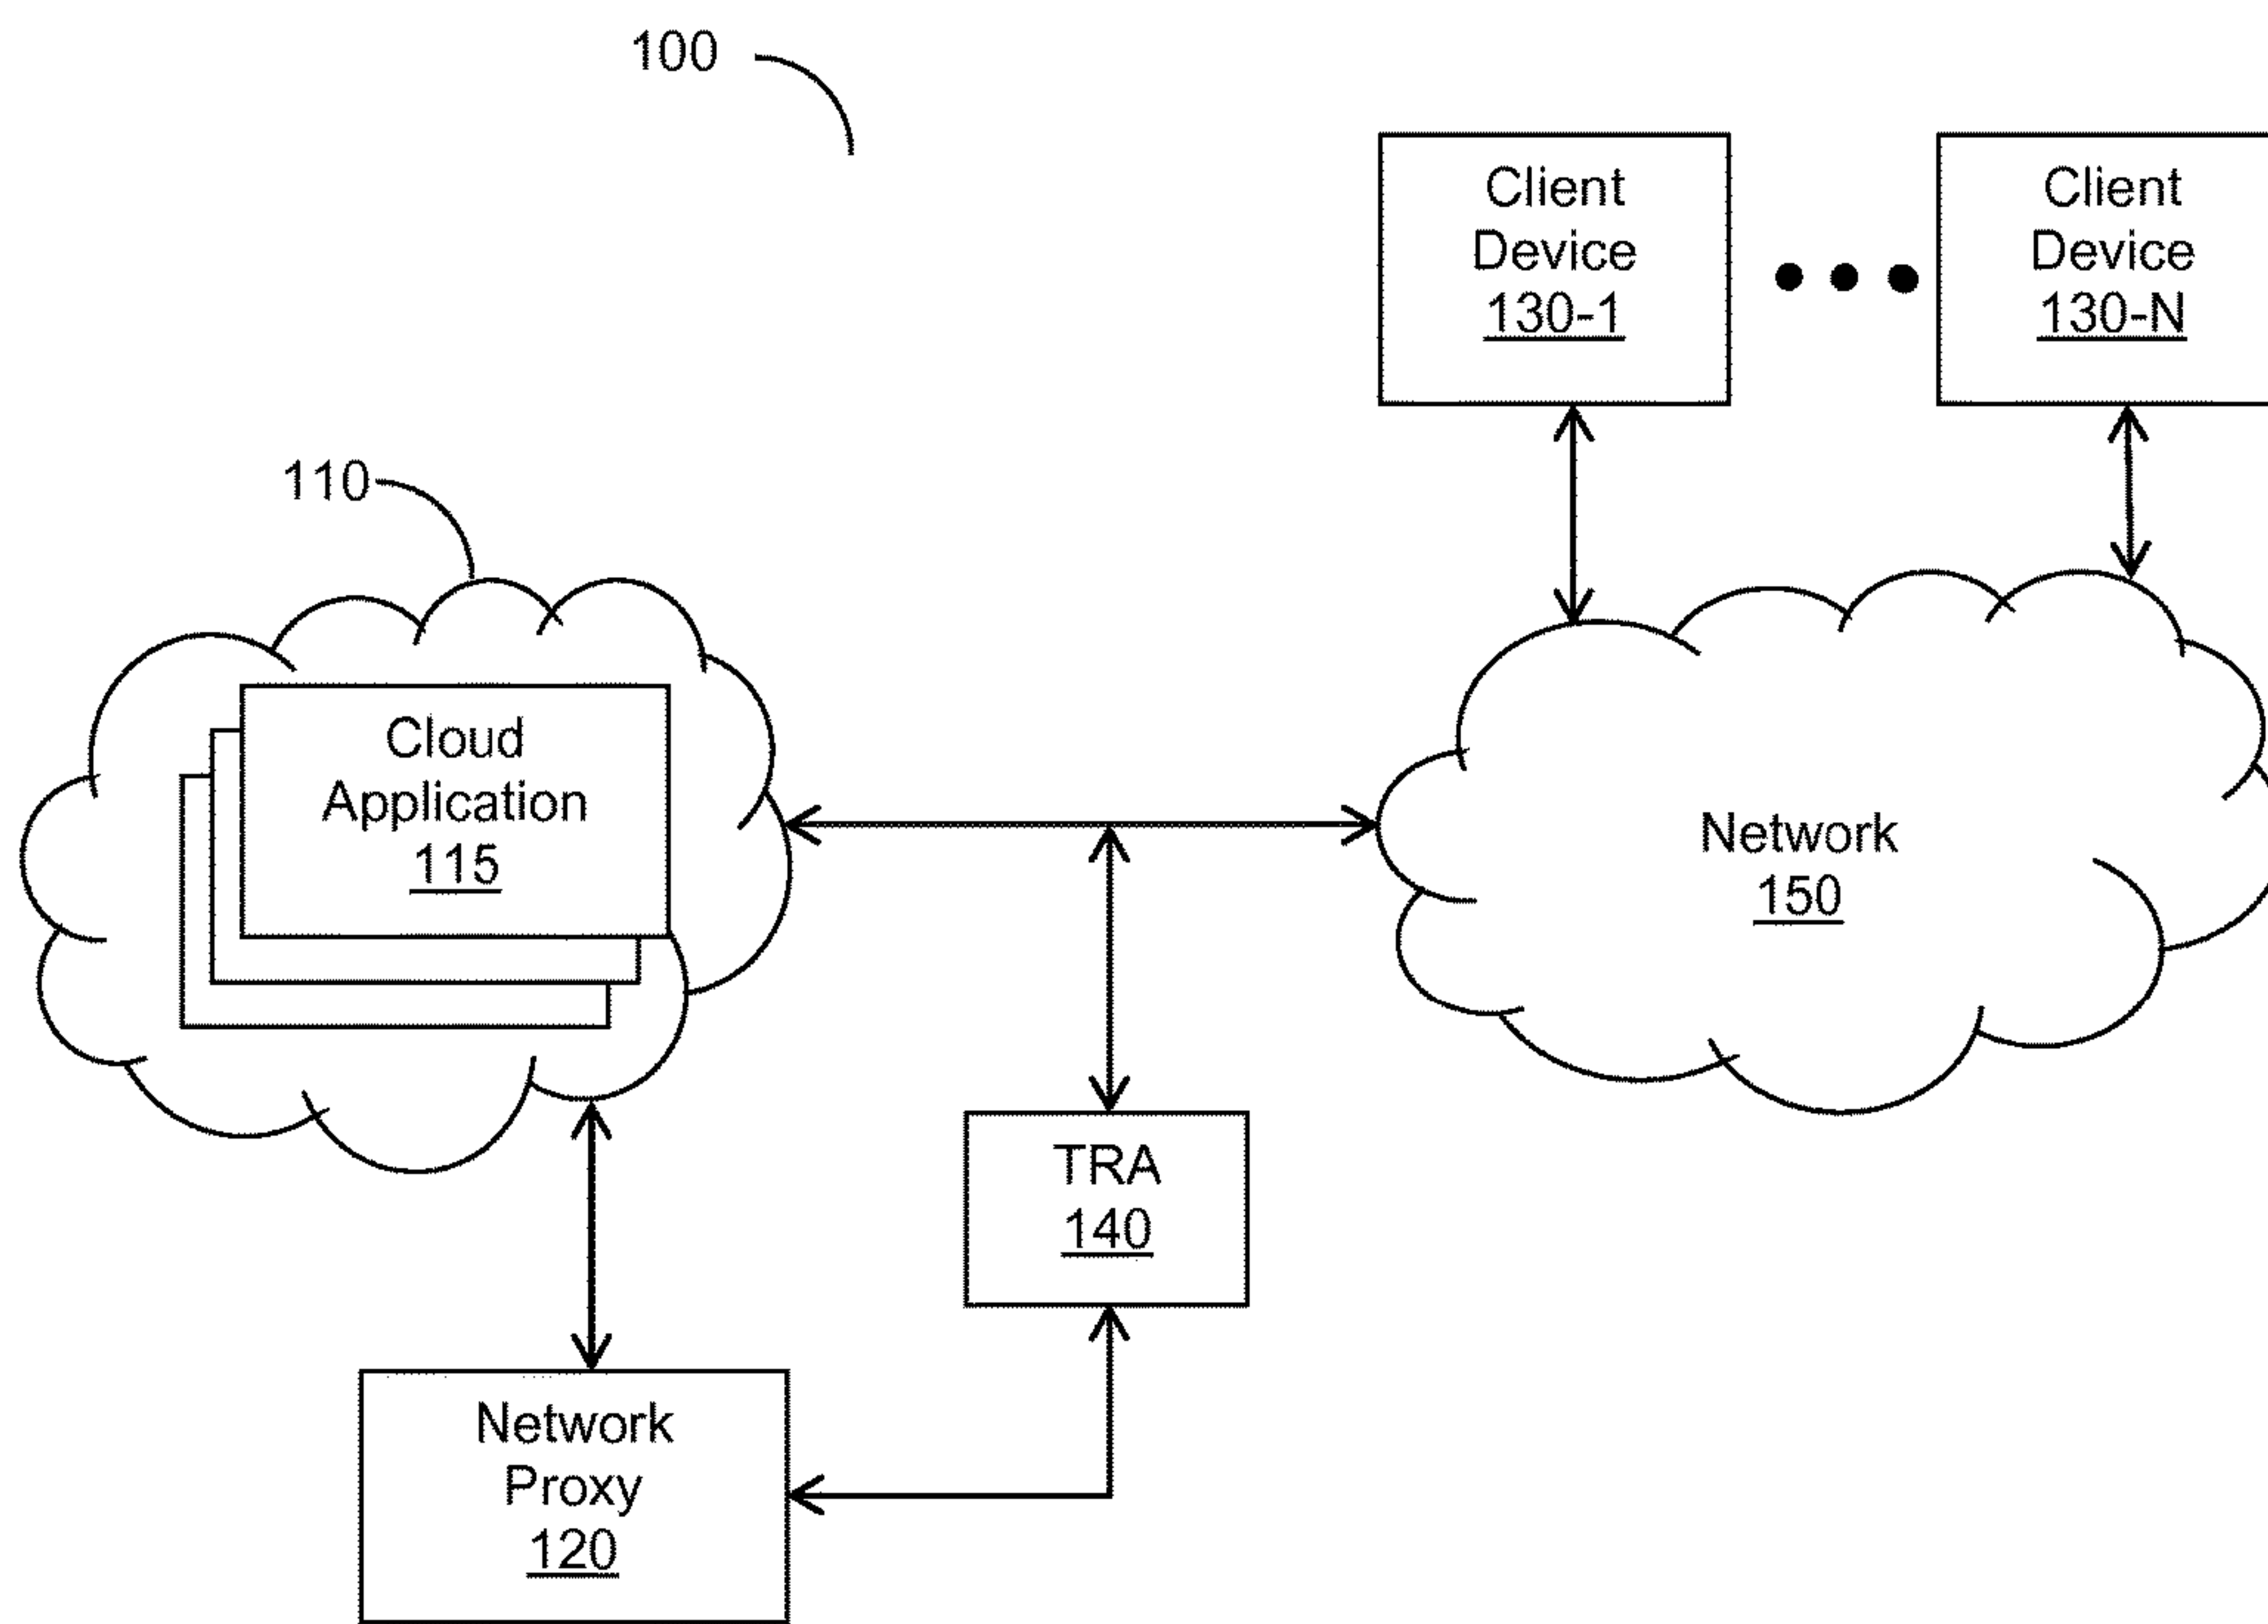 100
Client
Device
130-1
Client
Device
130-N
110
Cloud
Application
115
Network
150
TRA
140
Network
Proxy
120